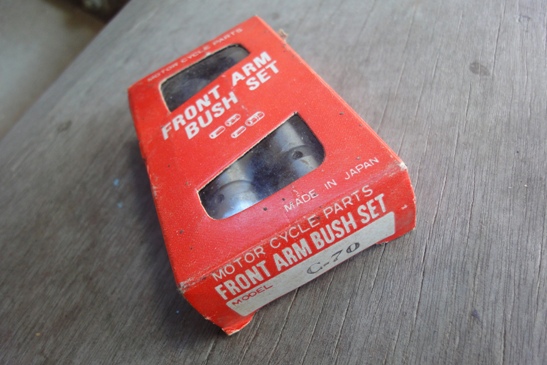 MOTOR CYCLE PARTS
FRONT ARM
BUSH SET
MADE IN JAPAN
MOTOR CYCLE PARTS
FRONT ARM BUSH SET
MODEL C-70